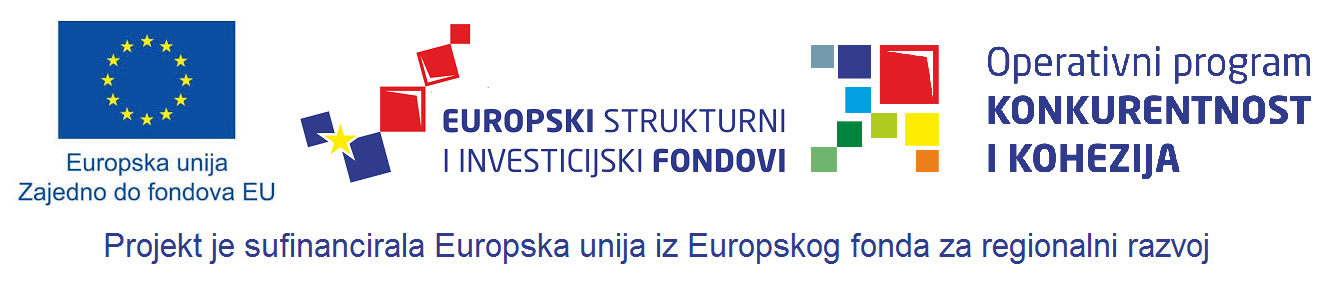 Europska unija
Zajedno do fondova EU
EUROPSKI STRUKTURNI
I INVESTICIJSKI FONDOVI
Operativni program
KONKURENTNOST
I KOHEZIJA
Projekt je sufinancirala Europska unija iz Europskog fonda za regionalni razvoj